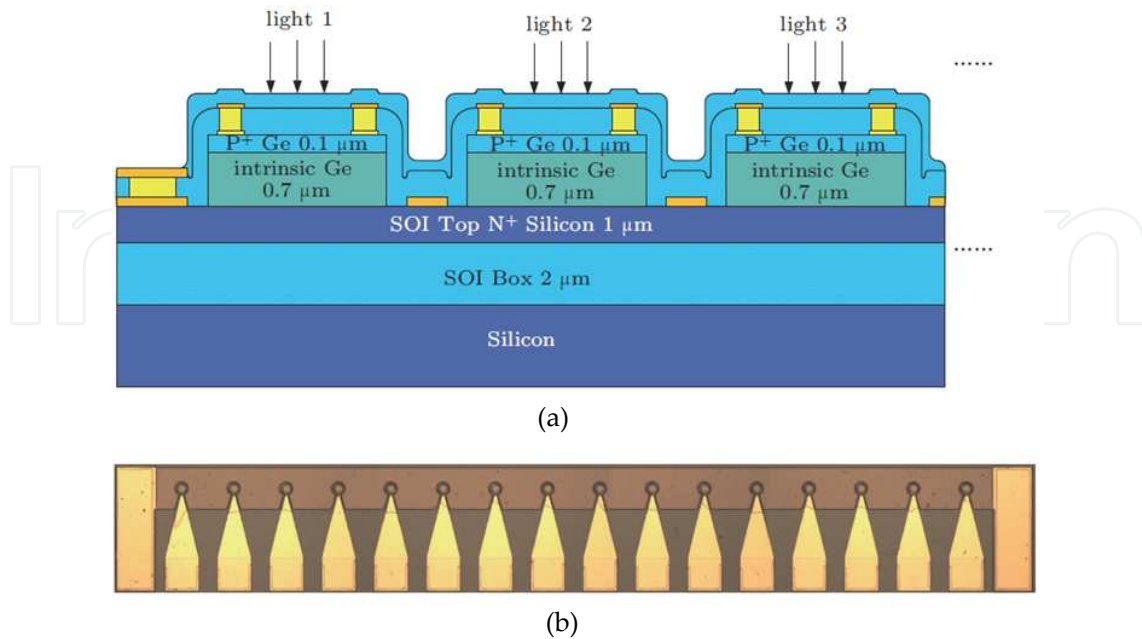 light 1
light 2
light 3
......
P⁺ Ge 0.1 µm
P⁺ Ge 0.1 µm
P⁺ Ge 0.1 µm
intrinsic Ge
0.7 µm
intrinsic Ge
0.7 µm
intrinsic Ge
0.7 µm
SOI Top N⁺ Silicon 1 µm
......
SOI Box 2 µm
Silicon
(a)
(b)